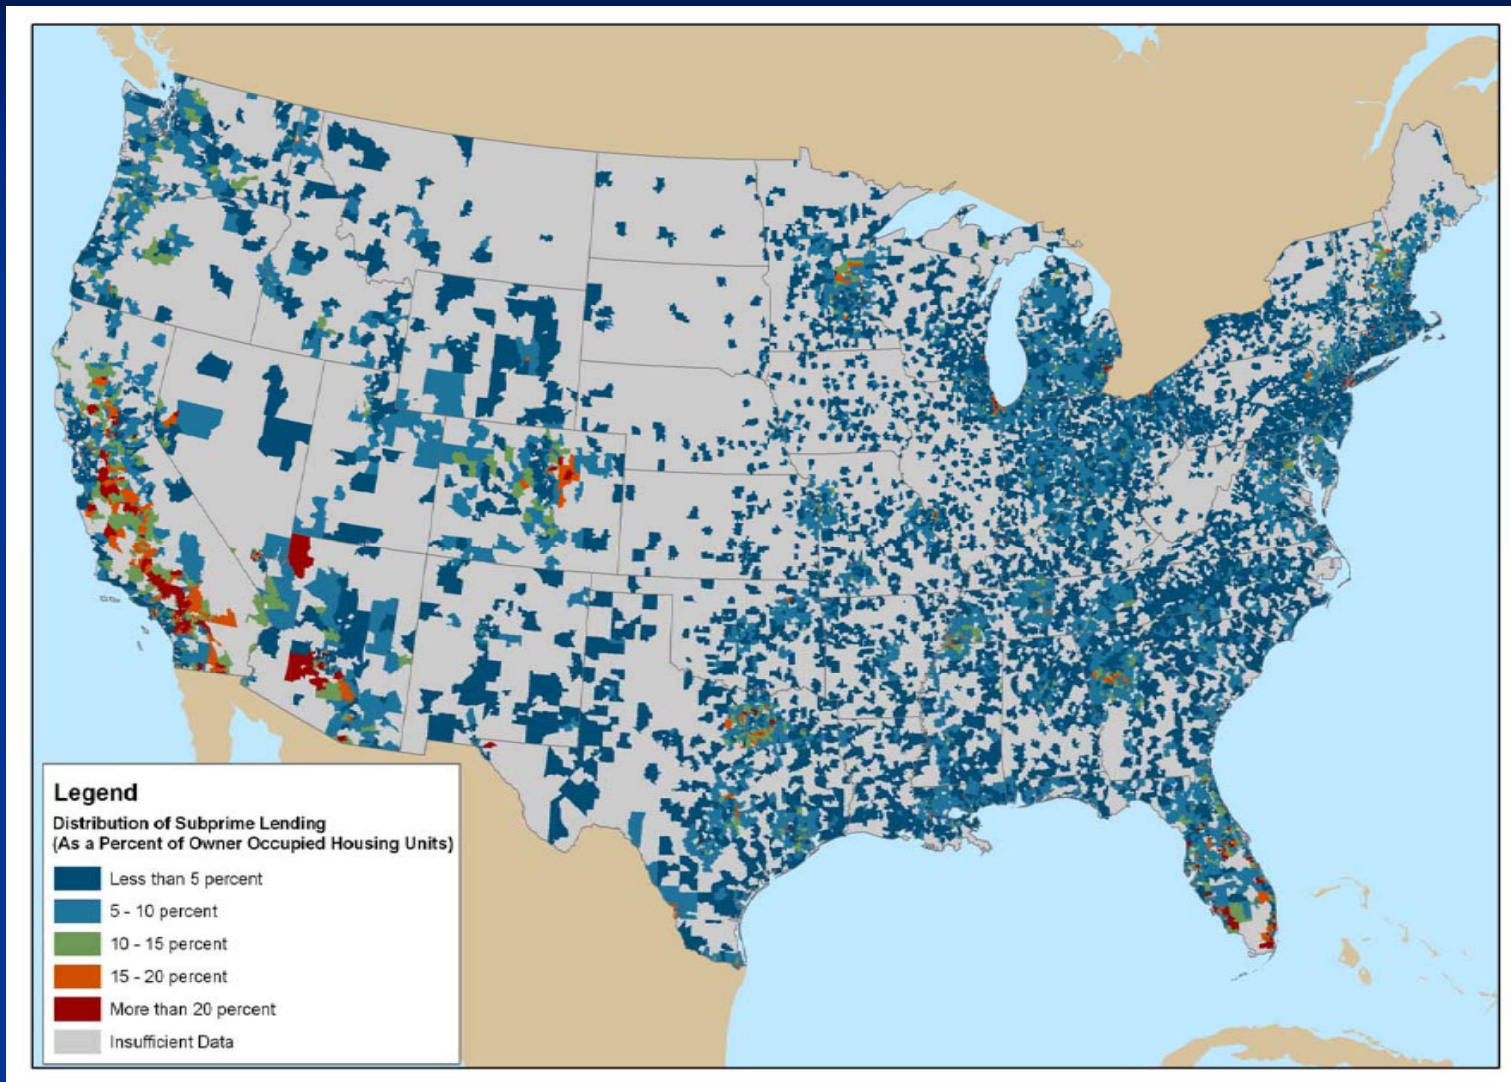 Legend
Distribution of Subprime Lending
(As a Percent of Owner Occupied Housing Units)
Less than 5 percent
5 - 10 percent
10 - 15 percent
15 - 20 percent
More than 20 percent
Insufficient Data